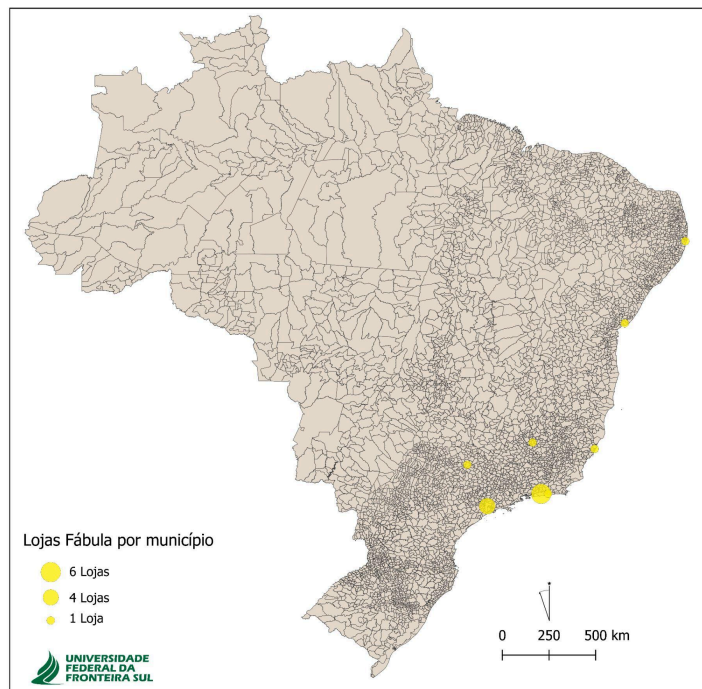 Lojas Fábula por município
6 Lojas
4 Lojas
1 Loja
0 250 500 km
UNIVERSIDADE
FEDERAL DA
FRONTEIRA SUL